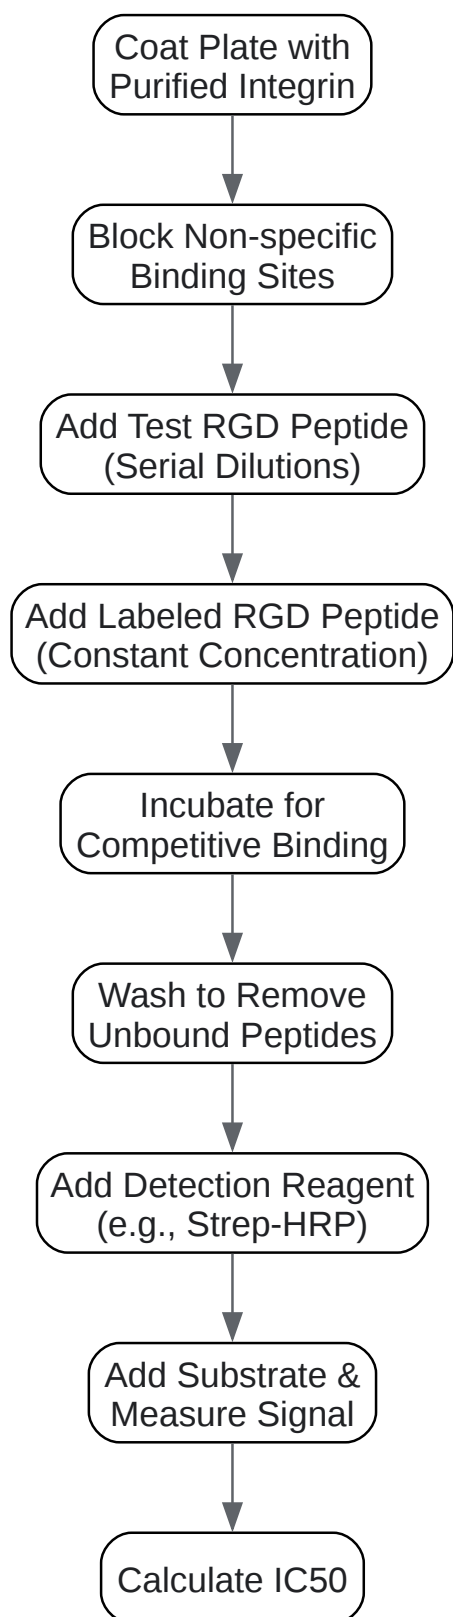 Coat Plate with
Purified Integrin
Block Non-specific
Binding Sites
Add Test RGD Peptide
(Serial Dilutions)
Add Labeled RGD Peptide
(Constant Concentration)
Incubate for
Competitive Binding
Wash to Remove
Unbound Peptides
Add Detection Reagent
(e.g., Strep-HRP)
Add Substrate &
Measure Signal
Calculate IC50